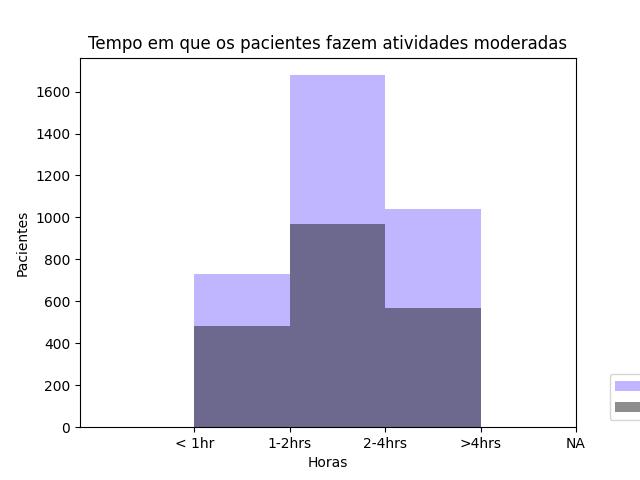 Tempo em que os pacientes fazem atividades moderadas
1600
1400
1200
1000
800
600
400
200
0
Pacientes
< 1hr
1-2hrs
2-4hrs
>4hrs
NA
Horas